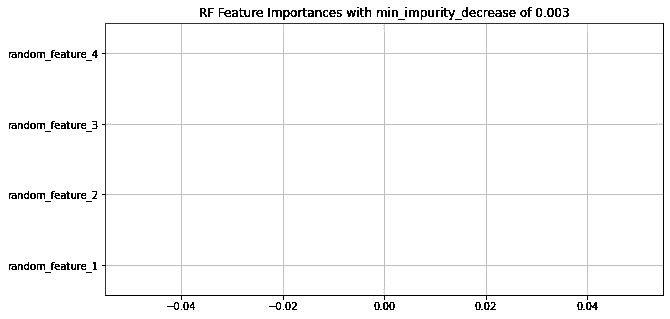 RF Feature Importances with min_impurity_decrease of 0.003
random_feature_4
random_feature_3
random_feature_2
random_feature_1
−0.04 −0.02 0.00 0.02 0.04